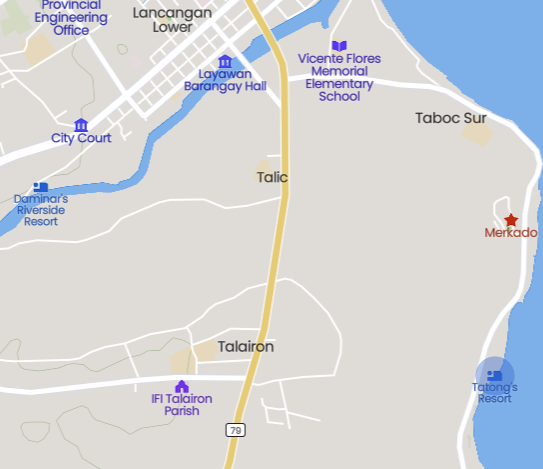 Provincial
Engineering
Office
Lancangan
Lower
Layawan
Barangay Hall
Vicente Flores
Memorial
Elementary
School
Taboc Sur
City Court
Talic
Daminar's
Riverside
Resort
Merkado
Talairon
Tatong's
Resort
IFI Talairon
Parish
79